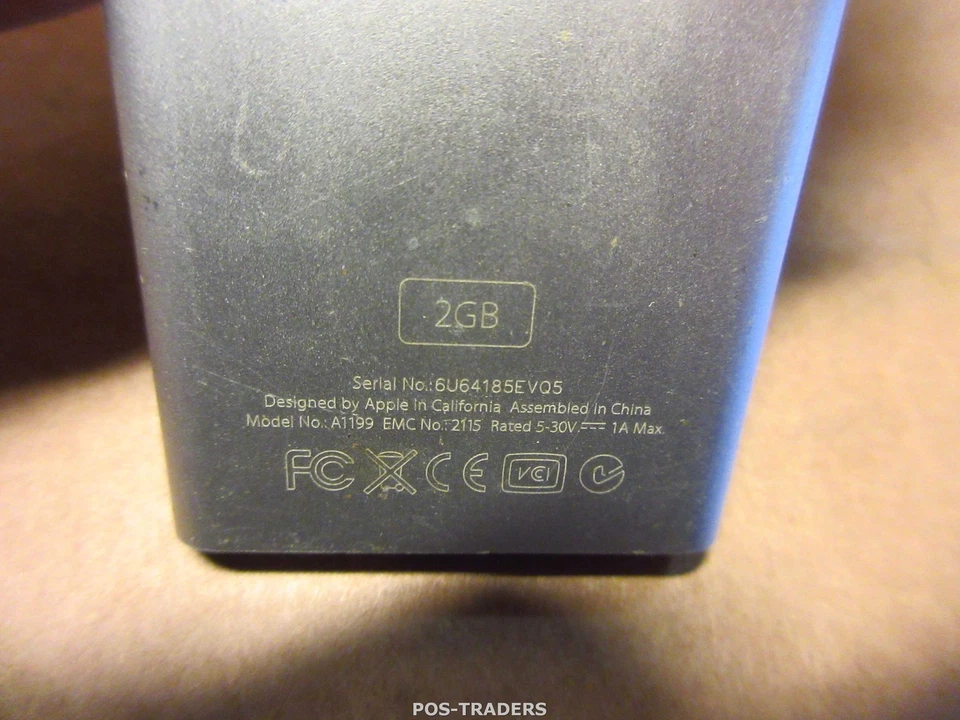 2GB
Serial No.:6U64185EVQ5
Designed by Apple in California Assembled in China
Model No.: A1199 EMC No.: 2115 Rated 5-30V⎓ 1A Max.
FC CE VCI
POS-TRADERS